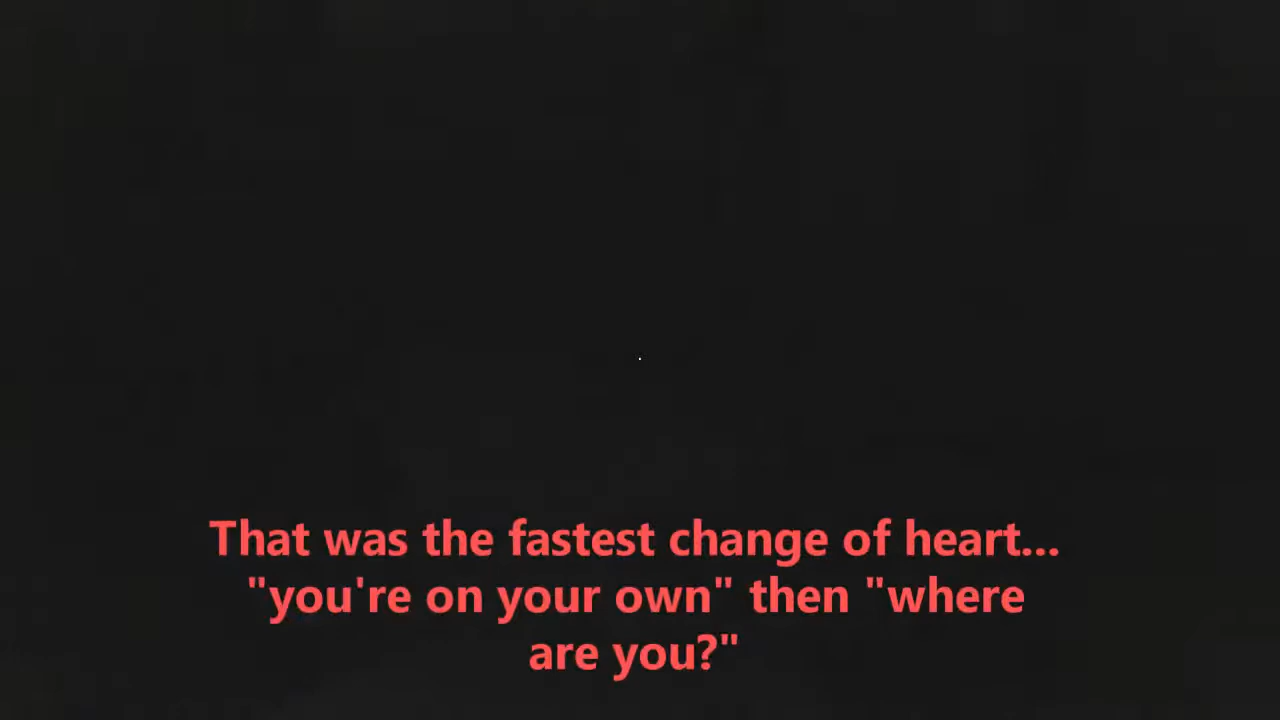 That was the fastest change of heart...
"you're on your own" then "where
are you?"